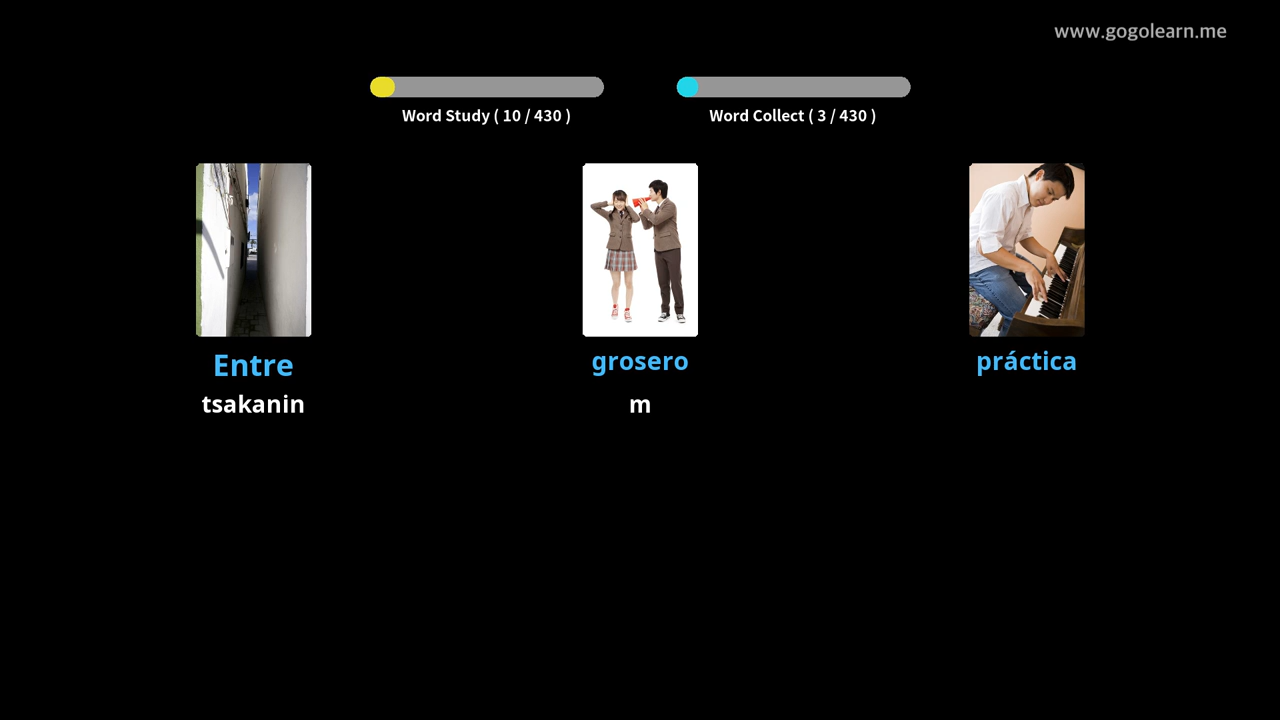 www.gogolearn.me
Word Study ( 10 / 430 )
Word Collect ( 3 / 430 )
Entre
tsakanin
grosero
m
práctica